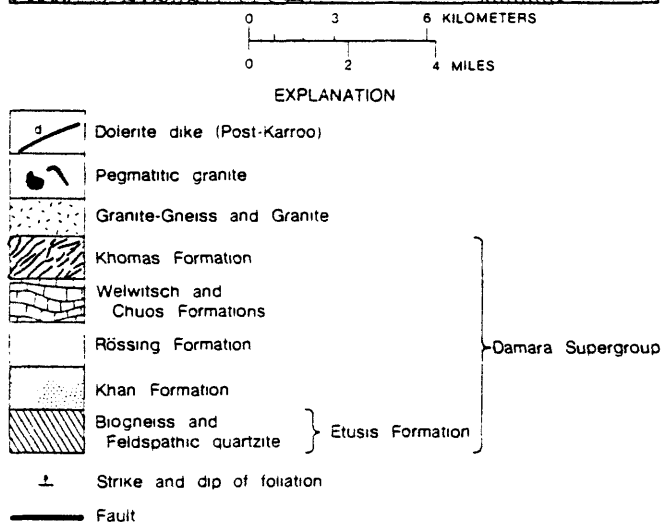 0 3 6 KILOMETERS
0 2 4 MILES
EXPLANATION
d Dolerite dike (Post-Karroo)
Pegmatitic granite
Granite-Gneiss and Granite
Khomas Formation
Welwitsch and
Chuos Formations
Rössing Formation
Damara Supergroup
Khan Formation
Biogneiss and
Feldspathic quartzite
Etusis Formation
Strike and dip of foliation
Fault